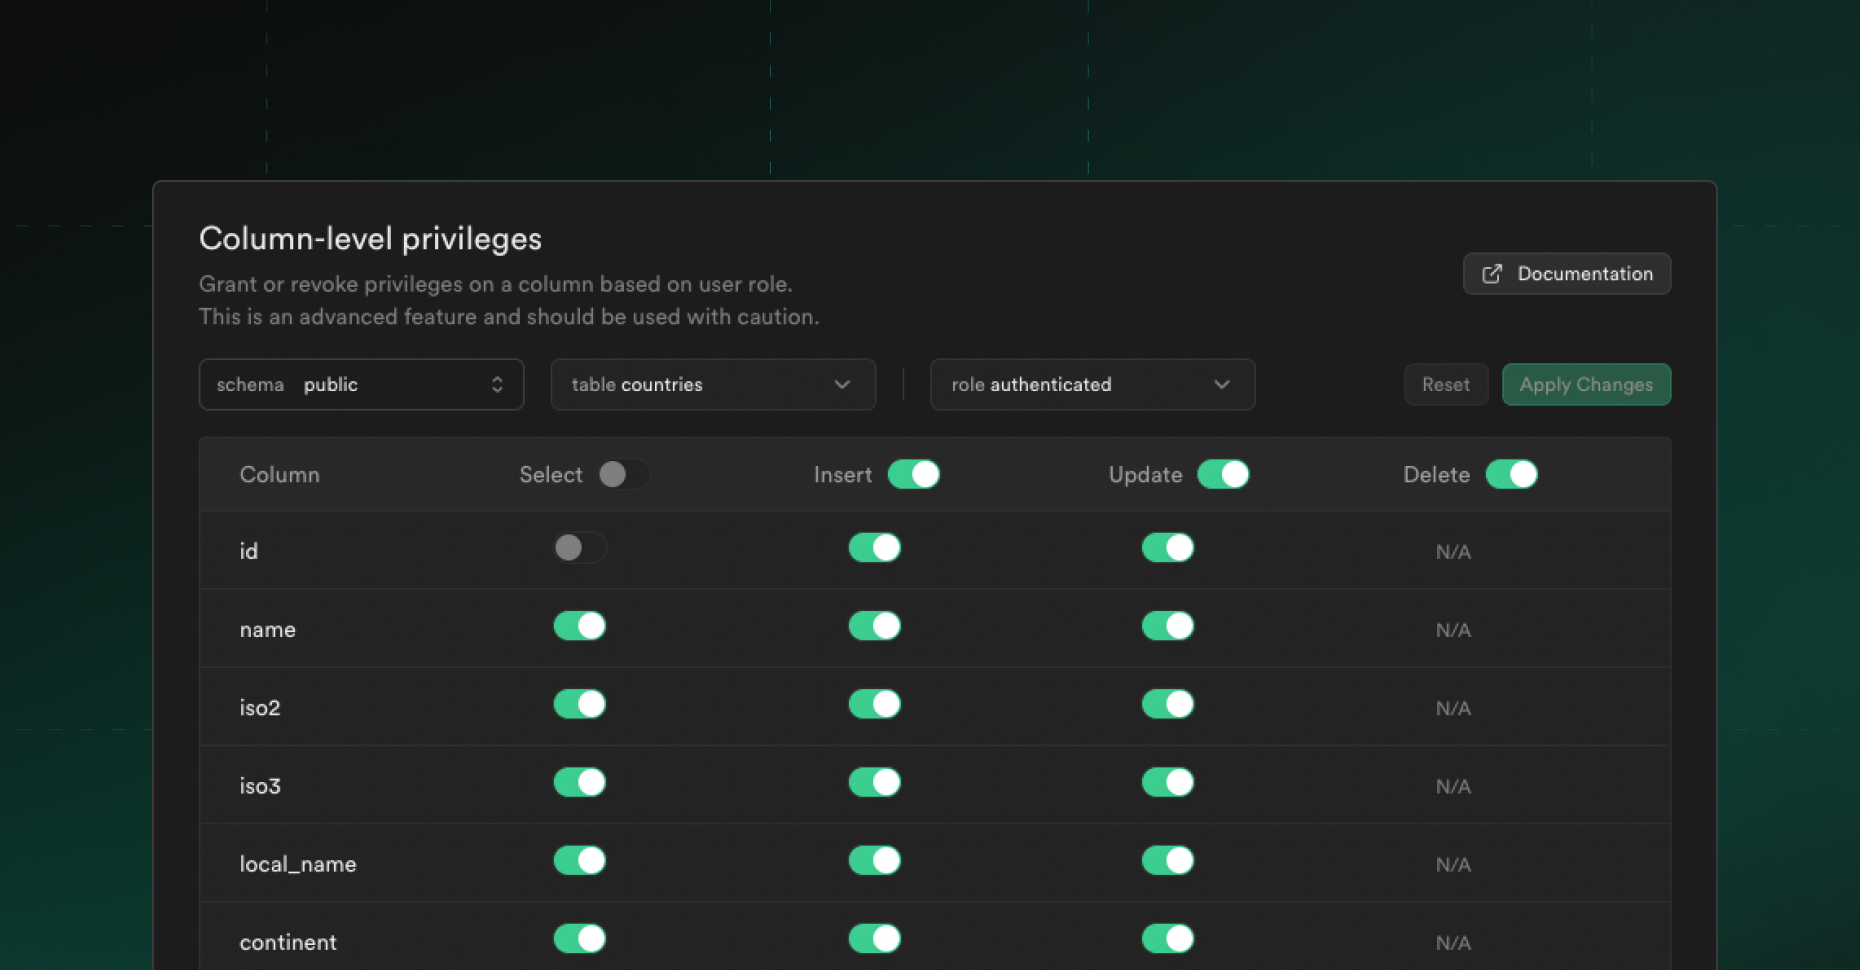 Column-level privileges
Grant or revoke privileges on a column based on user role.
This is an advanced feature and should be used with caution.
Documentation
schema public
table countries
role authenticated
Reset
Apply Changes
Column Select Insert Update Delete
id N/A
name N/A
iso2 N/A
iso3 N/A
local_name N/A
continent N/A